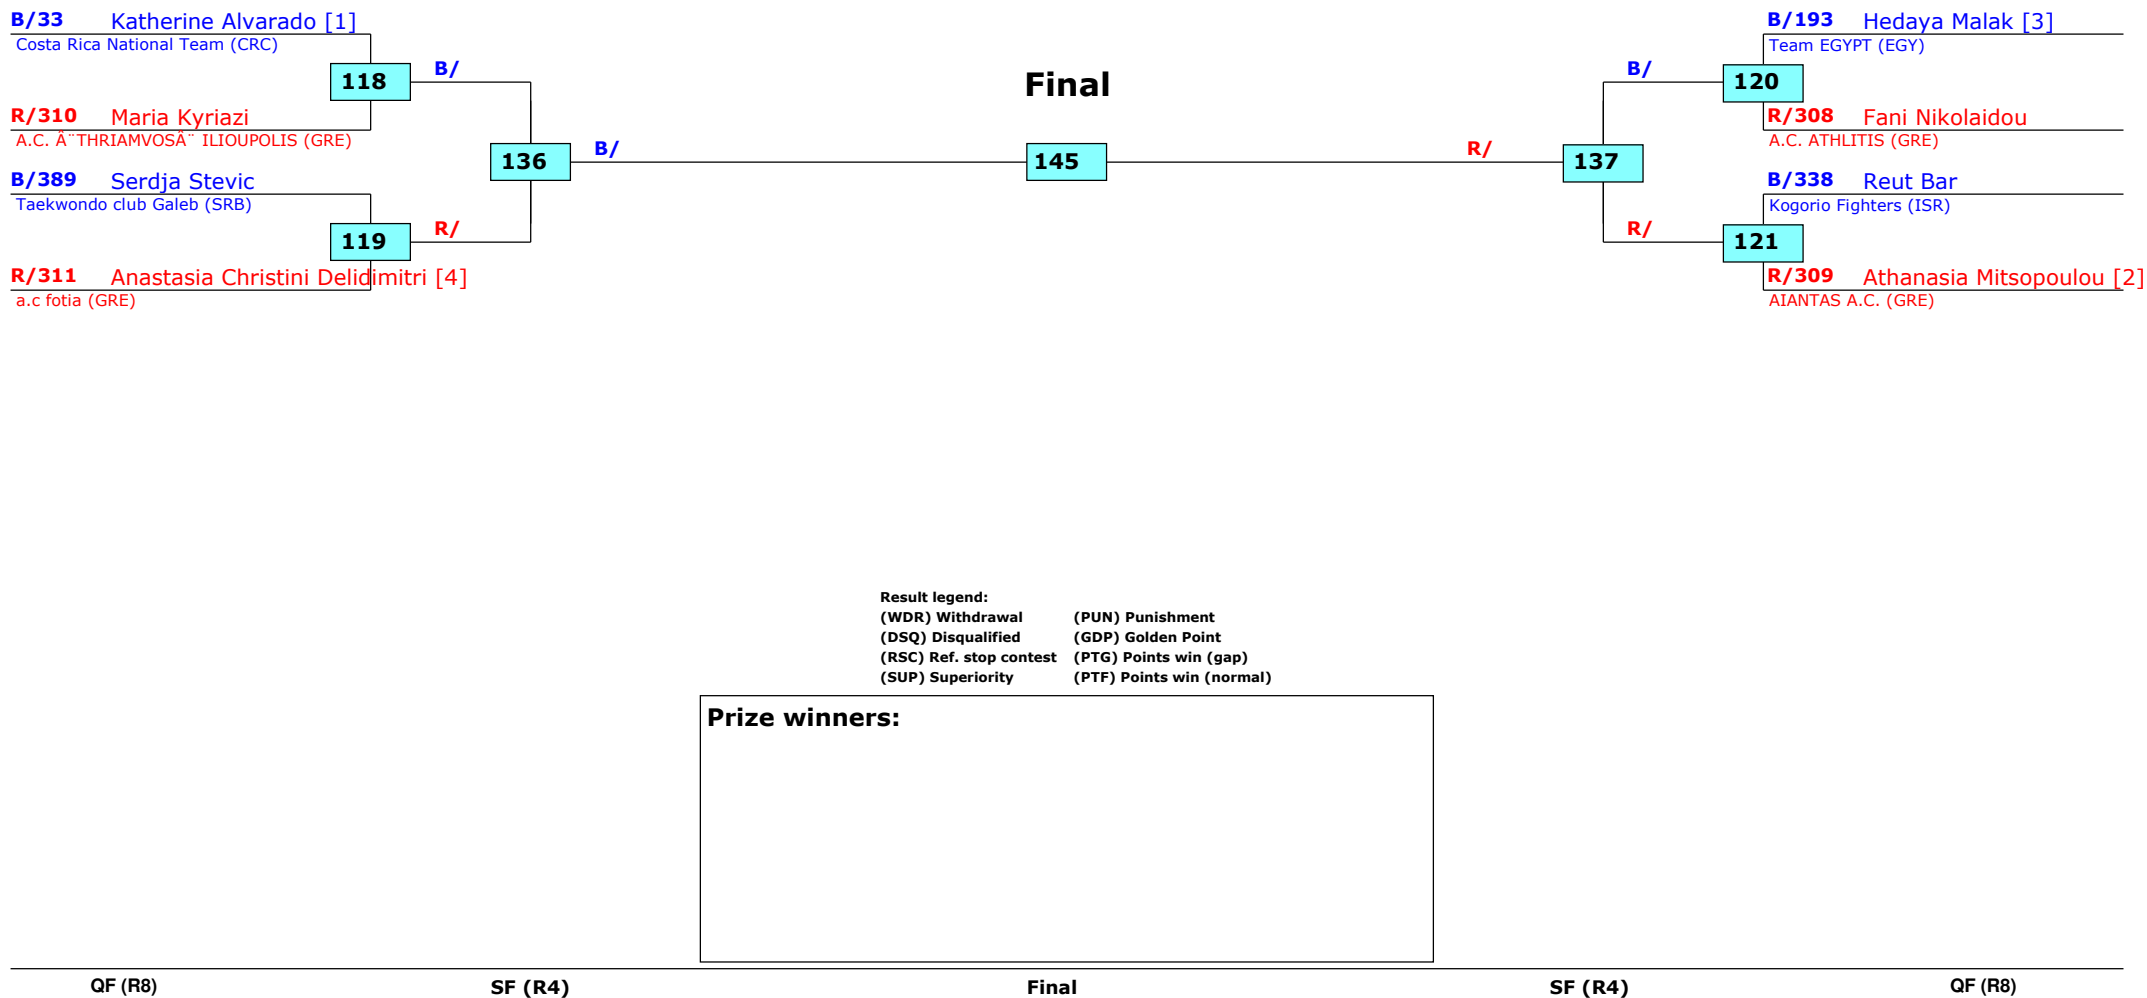 B/33 Katherine Alvarado [1]
Costa Rica National Team (CRC)
118
B/
R/310 Maria Kyriazi
A.C. Â¨THRIAMVOSÂ¨ ILIOUPOLIS (GRE)
136
B/
B/389 Serdja Stevic
Taekwondo club Galeb (SRB)
119
R/
R/311 Anastasia Christini Delidimitri [4]
a.c fotia (GRE)
Final
145
B/193 Hedaya Malak [3]
Team EGYPT (EGY)
B/
120
R/308 Fani Nikolaidou
A.C. ATHLITIS (GRE)
R/
137
B/338 Reut Bar
Kogorio Fighters (ISR)
R/
121
R/309 Athanasia Mitsopoulou [2]
AIANTAS A.C. (GRE)
Result legend:
(WDR) Withdrawal (PUN) Punishment
(DSQ) Disqualified (GDP) Golden Point
(RSC) Ref. stop contest (PTG) Points win (gap)
(SUP) Superiority (PTF) Points win (normal)
Prize winners:
QF (R8) SF (R4) Final SF (R4) QF (R8)